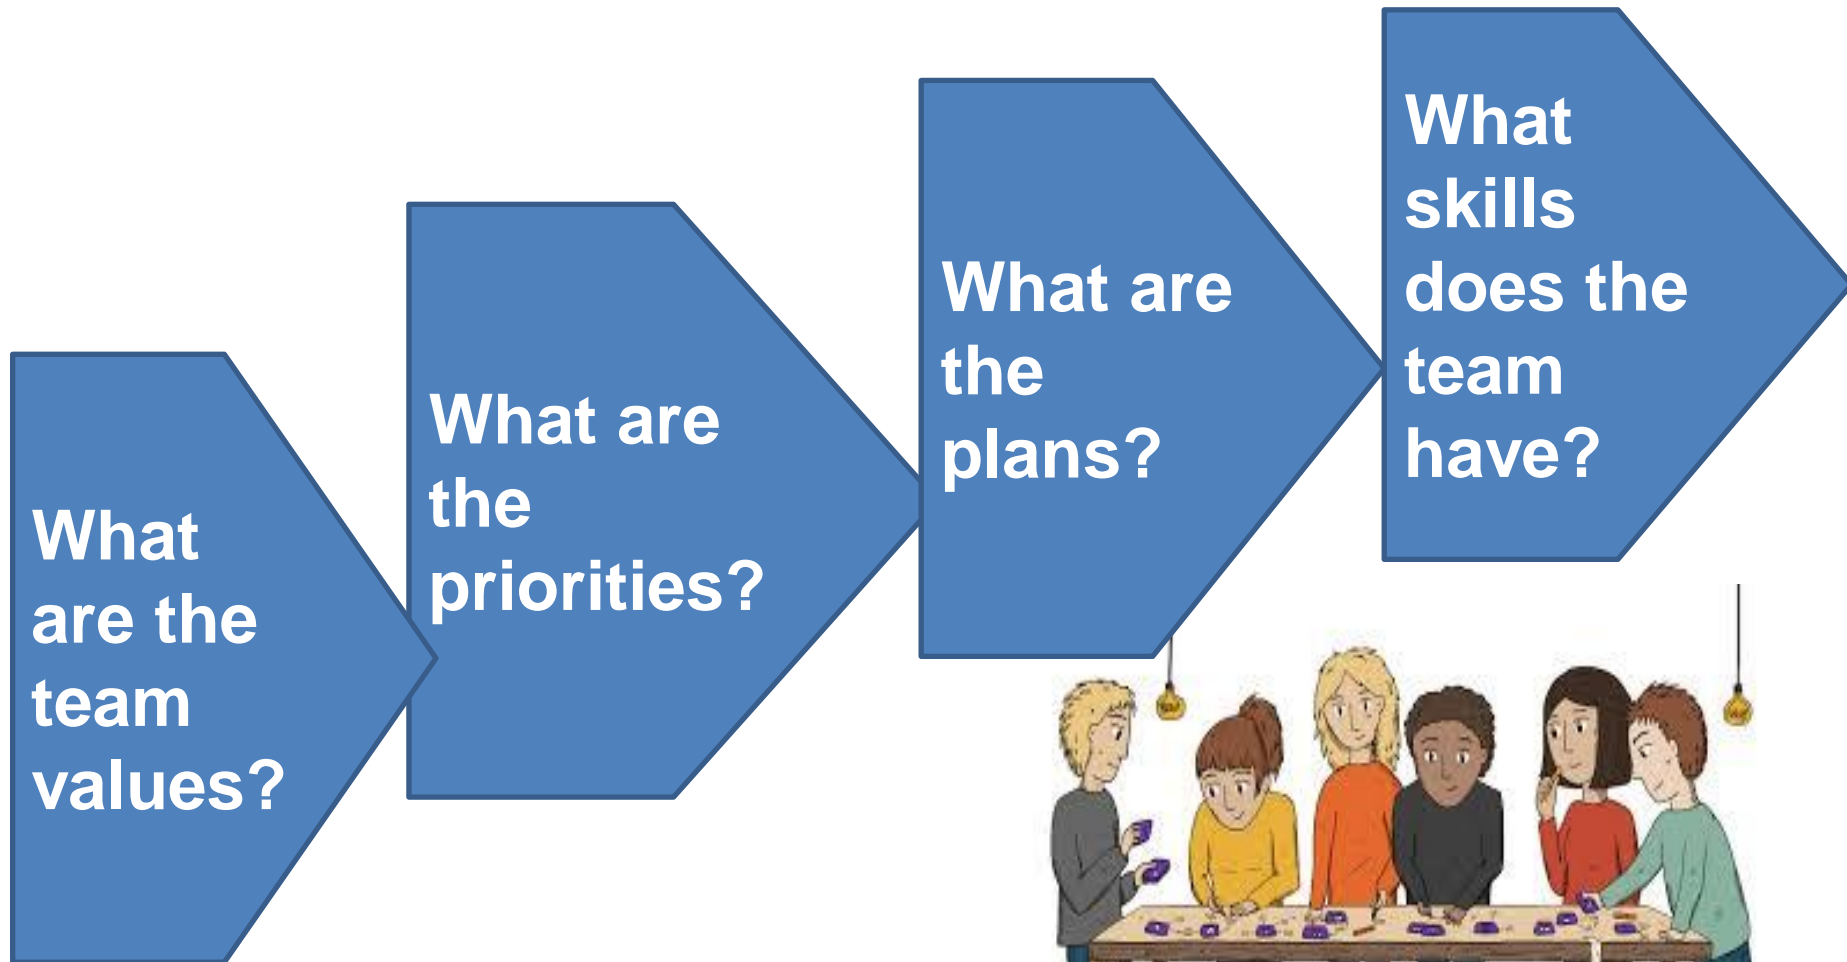 What
are the
team
values?
What are
the
priorities?
What are
the
plans?
What
skills
does the
team
have?